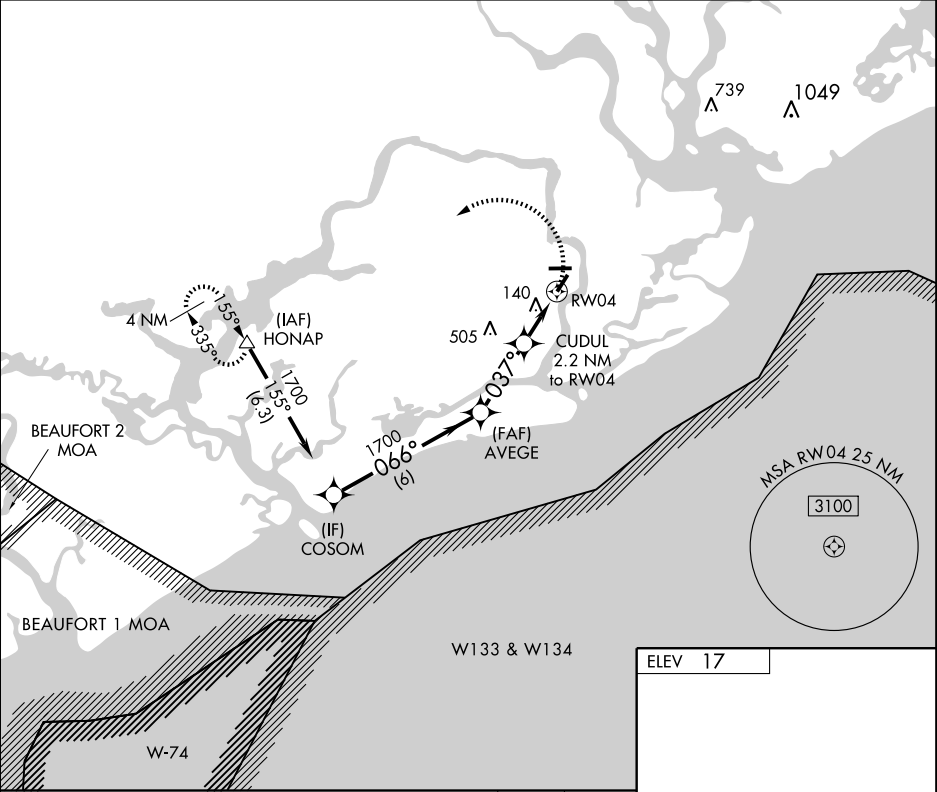 739
1049
140
RW04
505
CUDUL
2.2 NM
to RW04
4 NM
155°
335°
(IAF)
HONAP
1700
155°
(6.3)
037°
1700
066°
(6)
(FAF)
AVEGE
(IF)
COSOM
BEAUFORT 2
MOA
BEAUFORT 1 MOA
MSA RW04 25 NM
3100
W133 & W134
W-74
ELEV 17